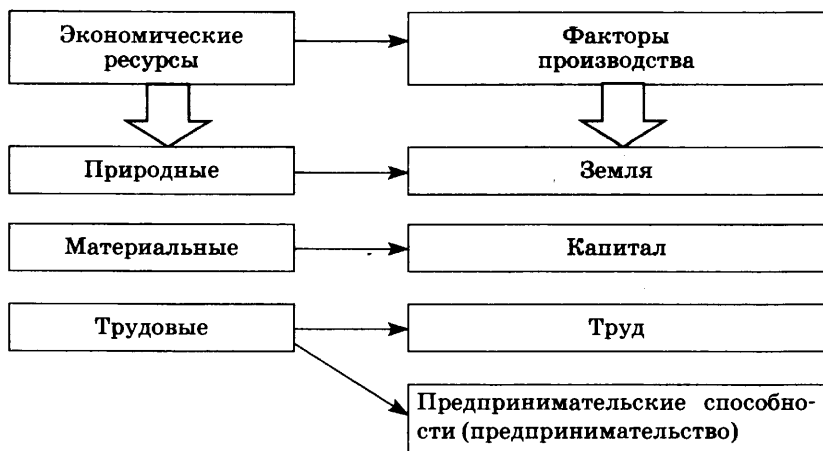 Экономические
ресурсы
Факторы
производства
Природные
Земля
Материальные
Капитал
Трудовые
Труд
Предпринимательские способно-
сти (предпринимательство)